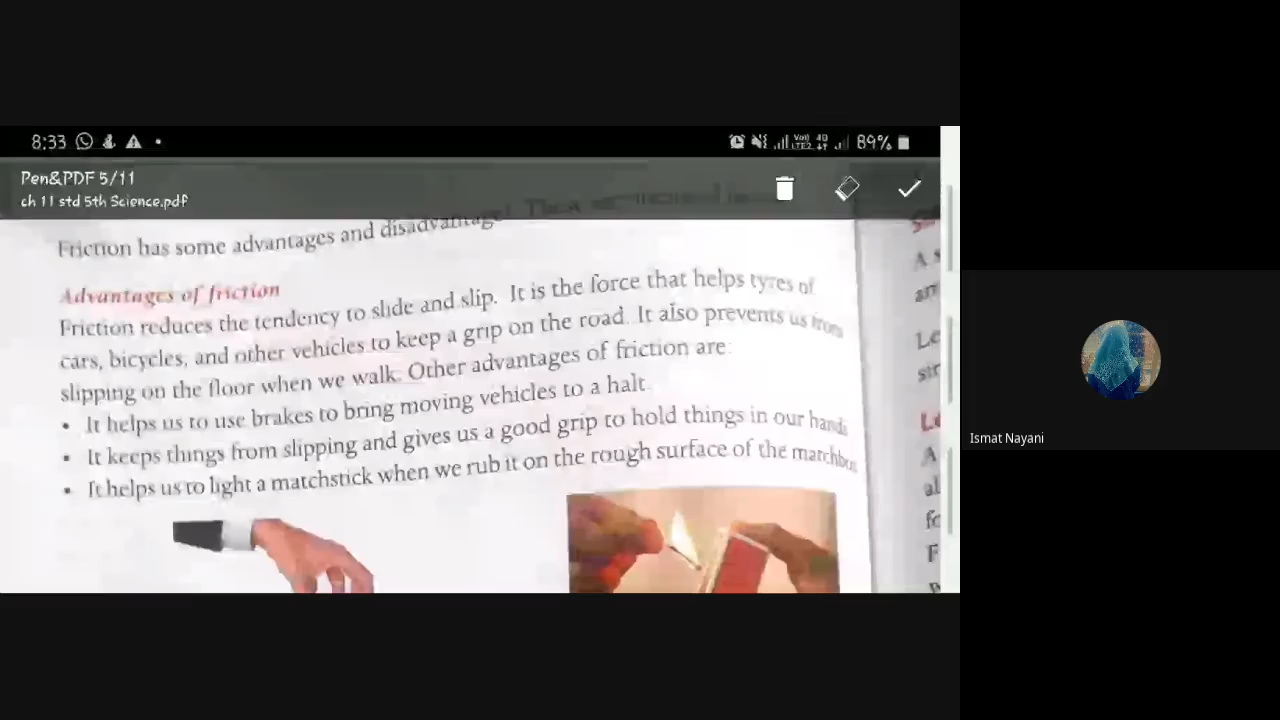 8:33
89%
Pen&PDF 5/11
ch 11 std 5th Science.pdf
Friction has some advantages and disadvantage
Advantages of friction
Friction reduces the tendency to slide and slip. It is the force that helps tyres of
cars, bicycles, and other vehicles to keep a grip on the road. It also prevents us from
slipping on the floor when we walk. Other advantages of friction are:
• It helps us to use brakes to bring moving vehicles to a halt.
• It keeps things from slipping and gives us a good grip to hold things in our hands
• It helps us to light a matchstick when we rub it on the rough surface of the matchbox
Ismat Nayani